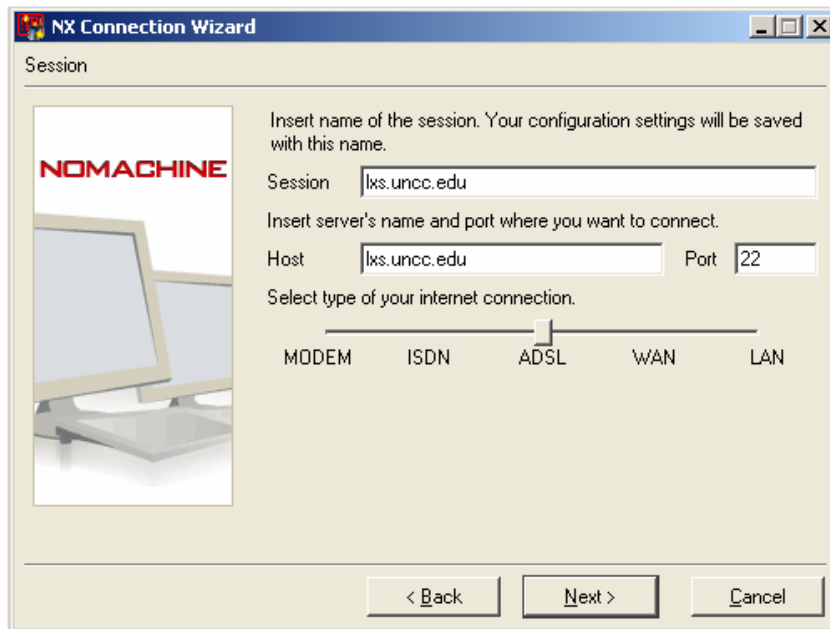 NX Connection Wizard
Session
NOMACHINE
Insert name of the session. Your configuration settings will be saved
with this name.
Session lxs.uncc.edu
Insert server's name and port where you want to connect.
Host lxs.uncc.edu Port 22
Select type of your internet connection.
MODEM ISDN ADSL WAN LAN
< Back Next > Cancel